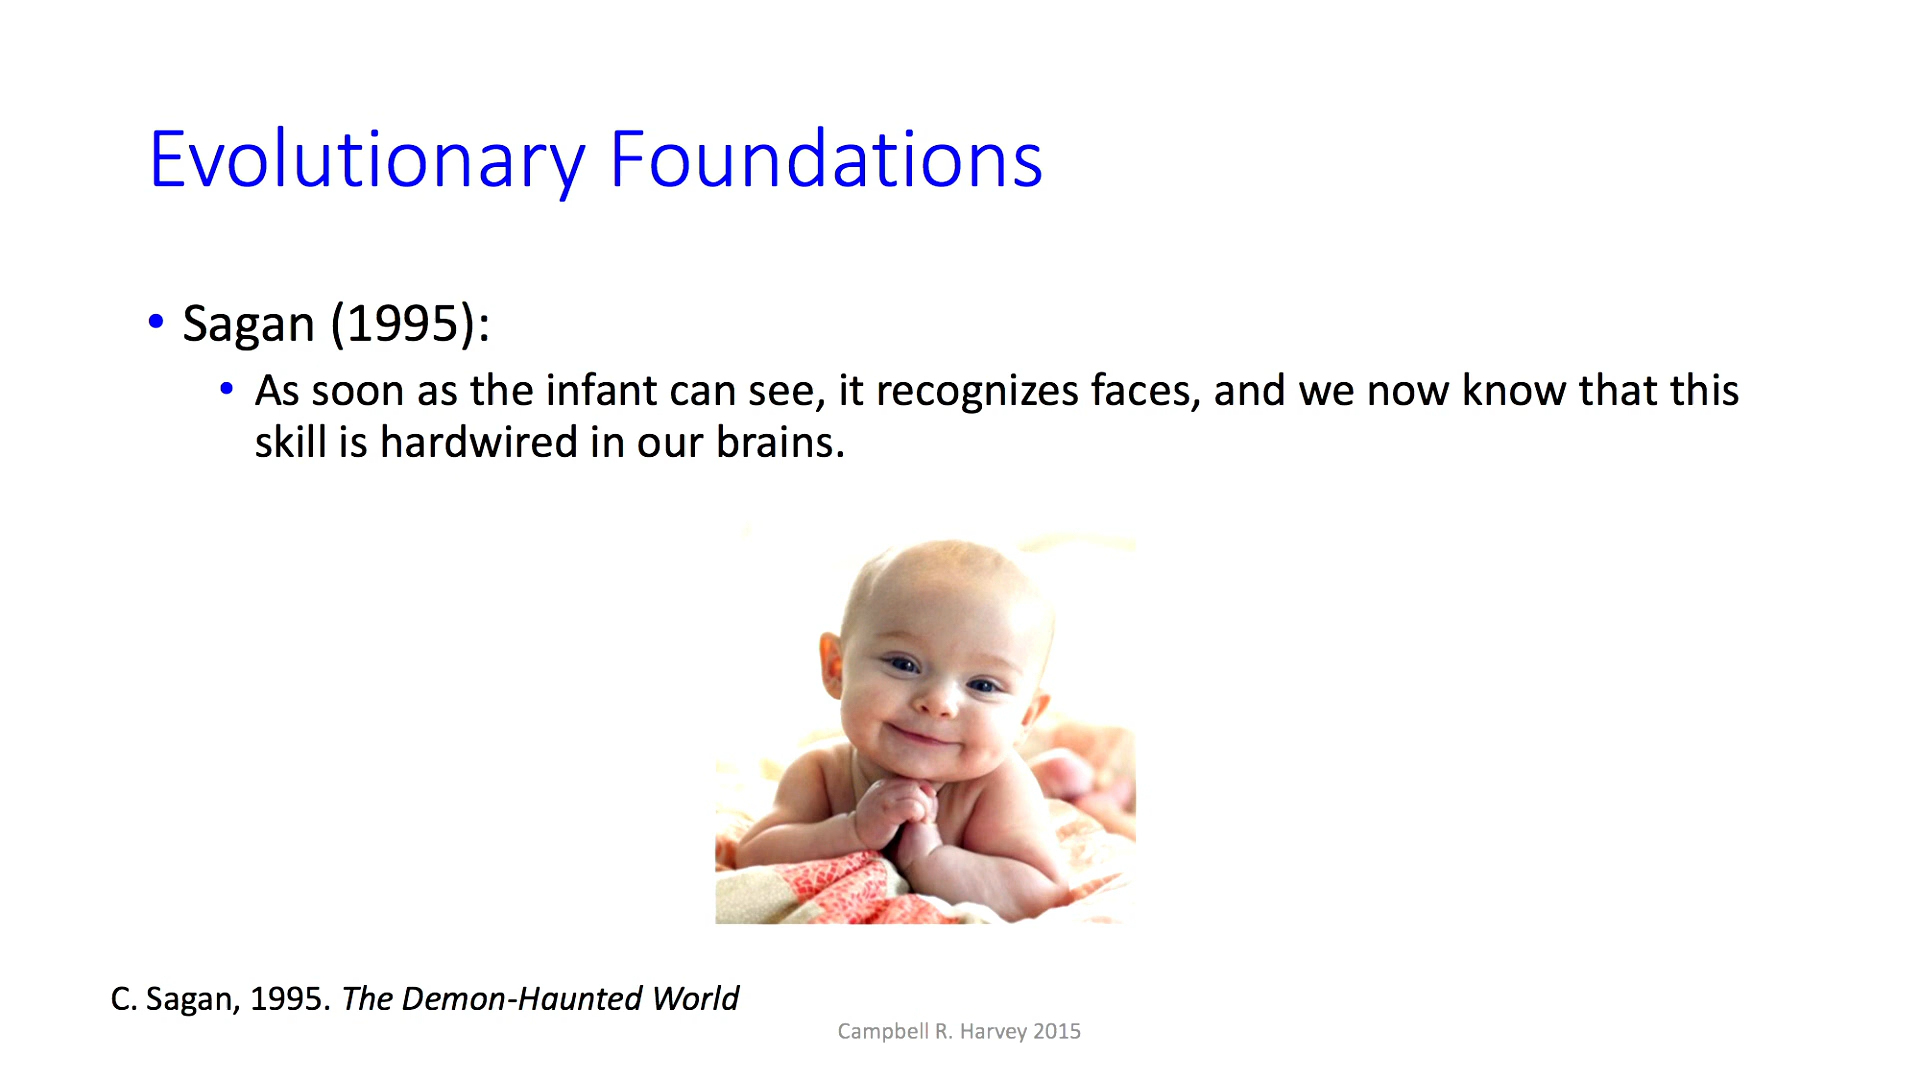 Evolutionary Foundations
• Sagan (1995):
• As soon as the infant can see, it recognizes faces, and we now know that this
skill is hardwired in our brains.
C. Sagan, 1995. The Demon-Haunted World
Campbell R. Harvey 2015